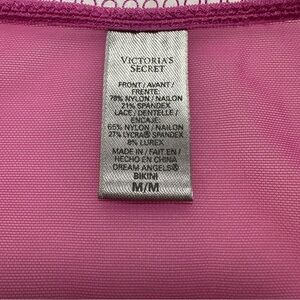 VICTORIA'S
SECRET
FRONT / AVANT /
FRENTE:
79% NYLON / NAILON
21% SPANDEX
LACE / DENTELLE /
ENCAJE:
65% NYLON / NAILON
27% LYCRA® SPANDEX
8% LUREX
MADE IN / FAIT EN /
HECHO EN CHINA
DREAM ANGELS®
BIKINI
M/M